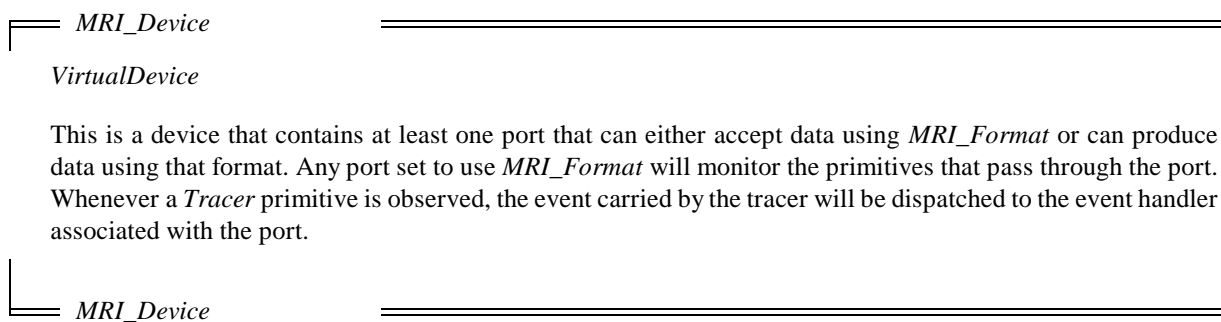 MRI_Device
VirtualDevice
This is a device that contains at least one port that can either accept data using MRI_Format or can produce
data using that format. Any port set to use MRI_Format will monitor the primitives that pass through the port.
Whenever a Tracer primitive is observed, the event carried by the tracer will be dispatched to the event handler
associated with the port.
MRI_Device